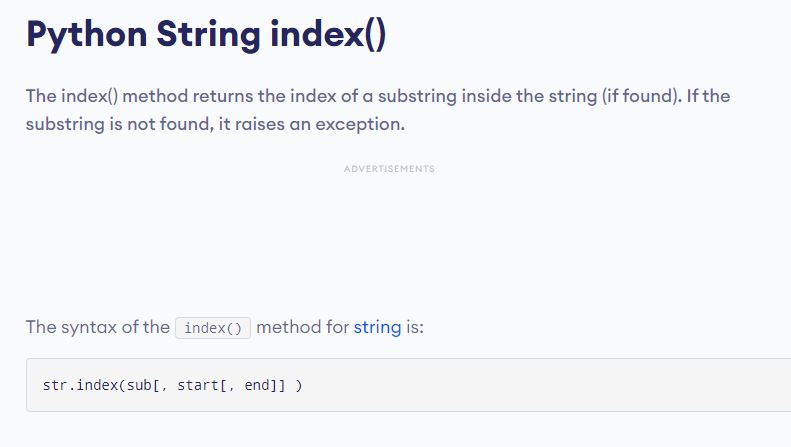 Python String index()
The index() method returns the index of a substring inside the string (if found). If the
substring is not found, it raises an exception.
ADVERTISEMENTS
The syntax of the index() method for string is:
str.index(sub[, start[, end]] )